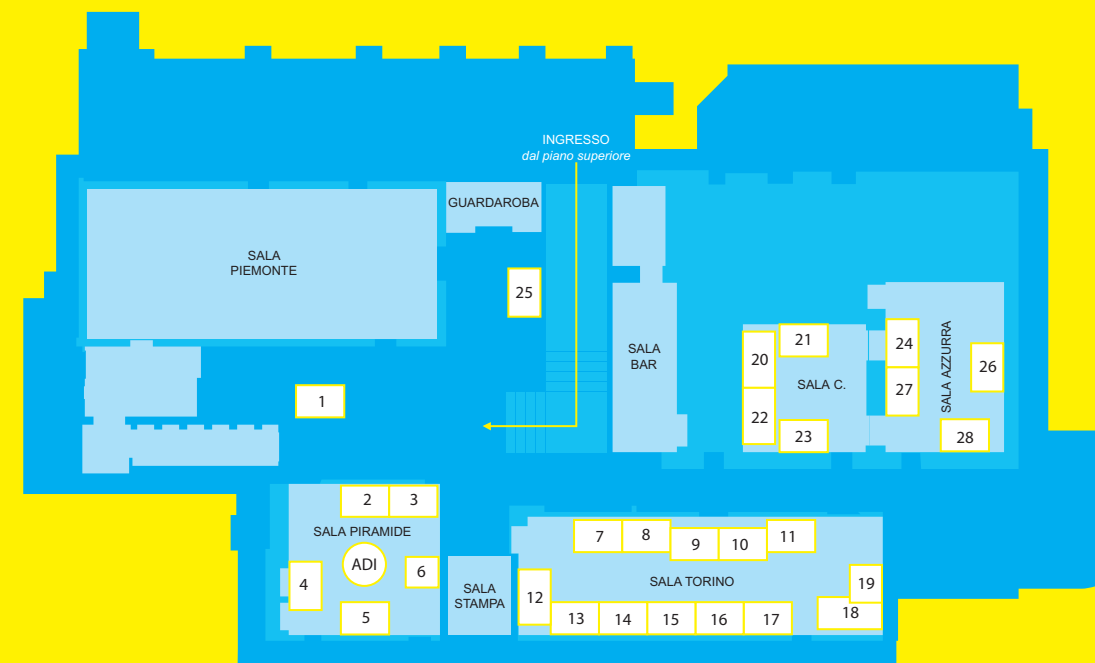 INGRESSO
dal piano superiore
GUARDAROBA
SALA
PIEMONTE
25
SALA
BAR
1
20
21
22
23
SALA C.
24
27
SALA AZZURRA
26
28
2
3
SALA PIRAMIDE
ADI
4
5
6
SALA
STAMPA
7
8
9
10
11
SALA TORINO
12
13
14
15
16
17
18
19